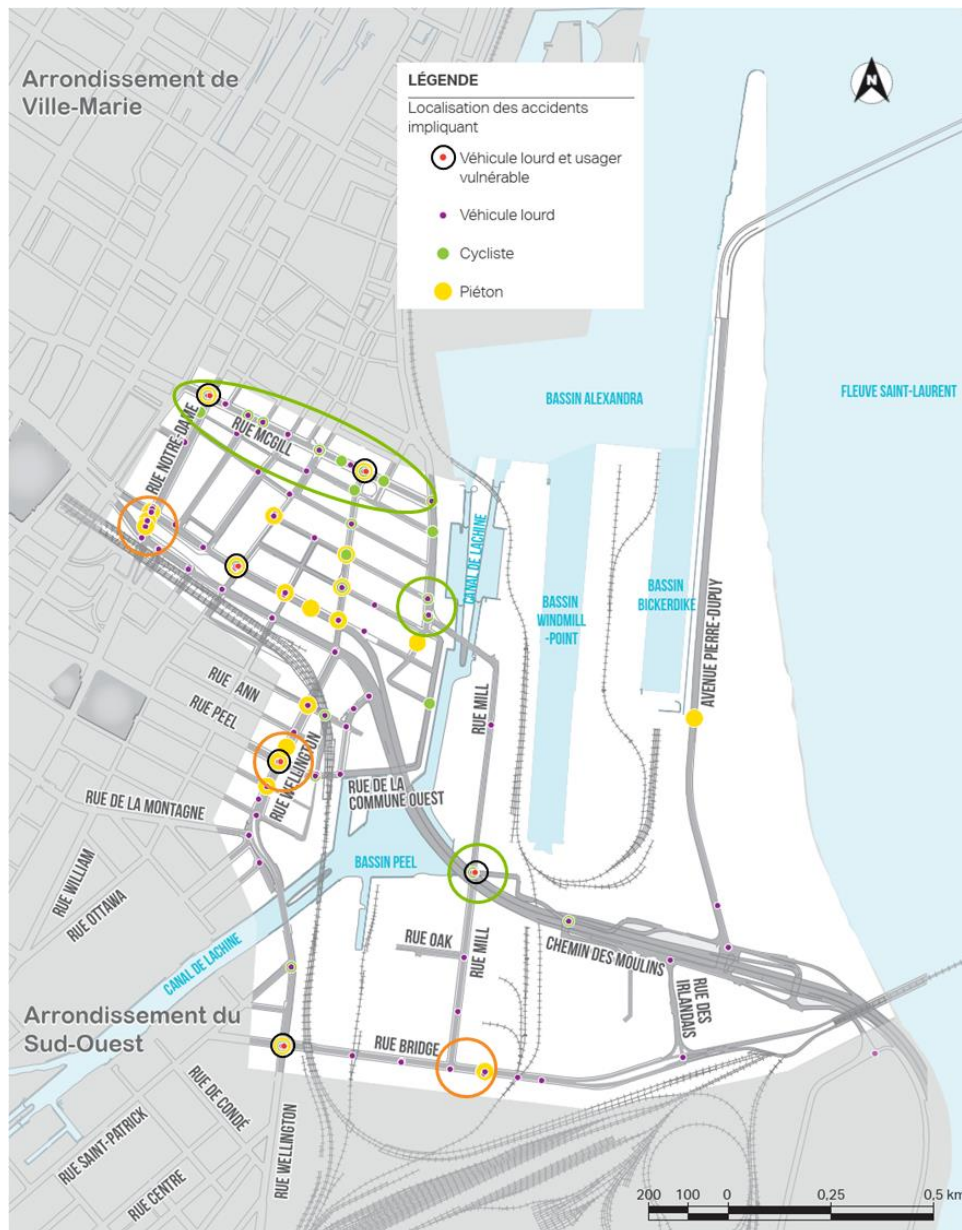 Arrondissement de
Ville-Marie
LÉGENDE
Localisation des accidents
impliquant
Véhicule lourd et usager
vulnérable
Véhicule lourd
Cycliste
Piéton
N
BASSIN ALEXANDRA
FLEUVE SAINT-LAURENT
RUE NOTRE-DAME
RUE MCGILL
CANAL DE LACHINE
BASSIN
WINDMILL
-POINT
BASSIN
BICKERDIKE
AVENUE PIERRE-DUPUY
RUE ANN
RUE PEEL
RUE MILL
RUE WELLINGTON
RUE DE LA
COMMUNE OUEST
RUE DE LA MONTAGNE
BASSIN PEEL
RUE WILLIAM
RUE OTTAWA
RUE OAK
RUE MILL
CHEMIN DES MOULINS
CANAL DE LACHINE
RUE DES
IRLANDAIS
Arrondissement du
Sud-Ouest
RUE BRIDGE
RUE DE CONDÉ
RUE SAINT-PATRICK
RUE CENTRE
RUE WELLINGTON
200 100 0 0,25 0,5 km